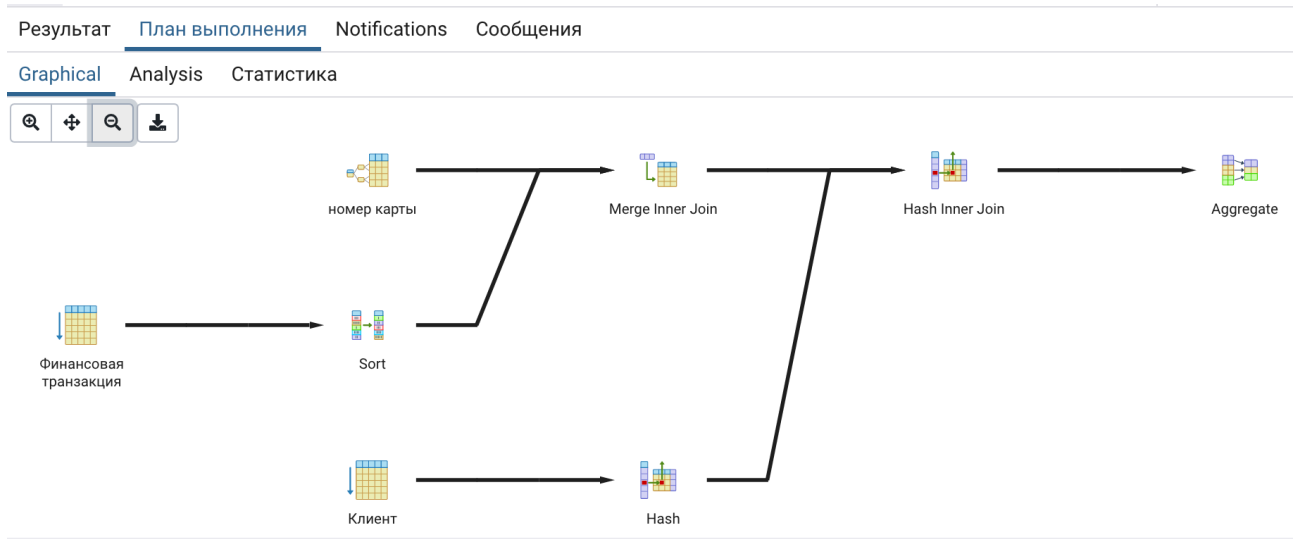 Результат План выполнения Notifications Сообщения
Graphical Analysis Статистика
номер карты Merge Inner Join Hash Inner Join Aggregate
Финансовая
транзакция
Sort
Клиент Hash